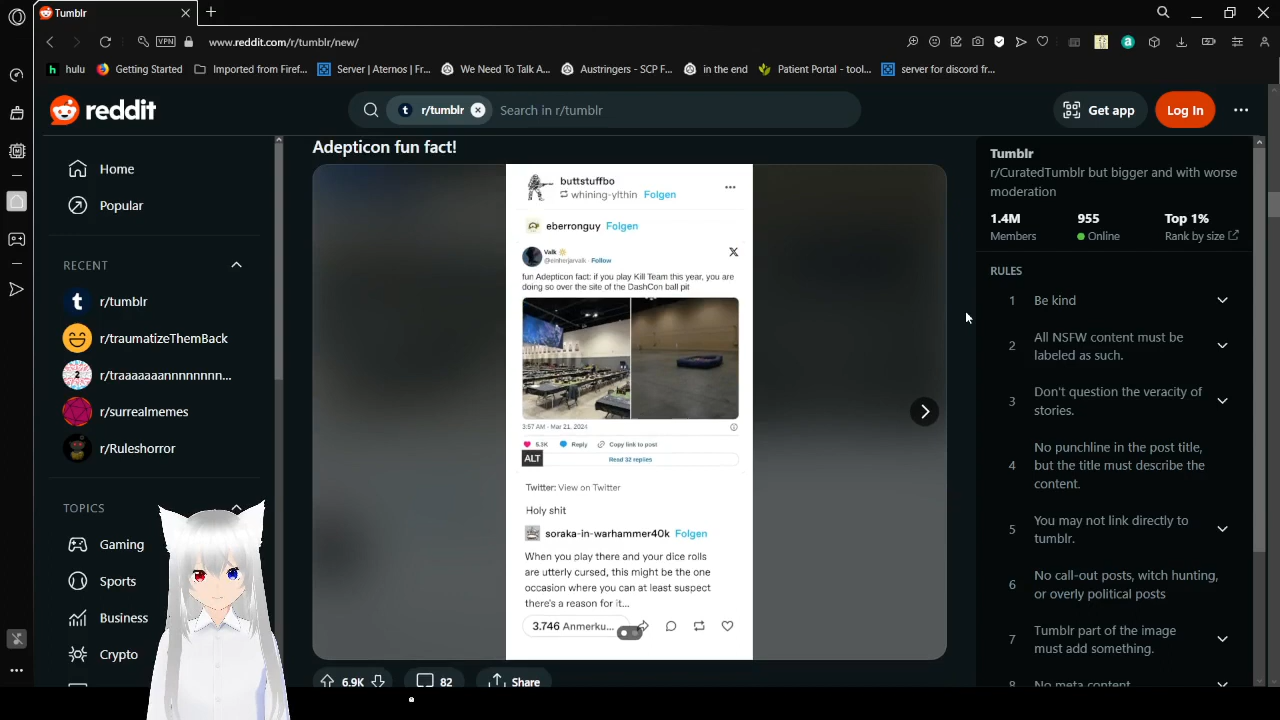 Tumblr
VPN
www.reddit.com/r/tumblr/new/
hulu
Getting Started
Imported from Firef...
Server | Aternos | Fr...
We Need To Talk A...
Austringers - SCP F...
in the end
Patient Portal - tool...
server for discord fr...
reddit
r/tumblr
Search in r/tumblr
Get app
Log In
Home
Popular
RECENT
r/tumblr
r/traumatizeThemBack
r/traaaaaaannnnnnnn...
r/surrealmemes
r/Ruleshorror
TOPICS
Gaming
Sports
Business
Crypto
Adepticon fun fact!
buttstuffbo
whining-ylthin Folgen
eberronguy Folgen
Valk
@einherjarvalk · Follow
fun Adepticon fact: if you play Kill Team this year, you are
doing so over the site of the DashCon ball pit
3:57 AM · Mar 21, 2024
5.3K Reply Copy link to post
ALT
Read 32 replies
Twitter: View on Twitter
Holy shit
soraka-in-warhammer40k Folgen
When you play there and your dice rolls
are utterly cursed, this might be the one
occasion where you can at least suspect
there's a reason for it...
3.746 Anmerku...
6.9K
82
Share
Tumblr
r/CuratedTumblr but bigger and with worse
moderation
1.4M 955 Top 1%
Members Online Rank by size
RULES
1 Be kind
2 All NSFW content must be
labeled as such.
3 Don't question the veracity of
stories.
4 No punchline in the post title,
but the title must describe the
content.
5 You may not link directly to
tumblr.
6 No call-out posts, witch hunting,
or overly political posts
7 Tumblr part of the image
must add something.
8 No meta content